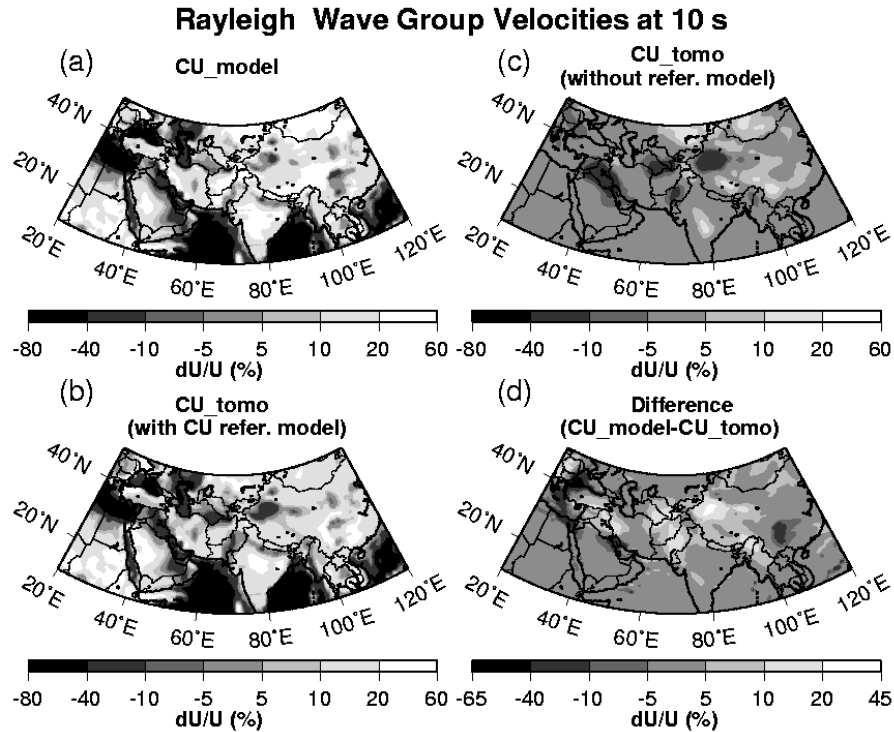 Rayleigh Wave Group Velocities at 10 s
(a)
CU_model
40°N
20°N
20°E
40°E
60°E
80°E
100°E
120°E
-80 -40 -10 -5 5 10 20 60
dU/U (%)
(c)
CU_tomo
(without refer. model)
40°N
20°N
20°E
40°E
60°E
80°E
100°E
120°E
-80 -40 -10 -5 5 10 20 60
dU/U (%)
(b)
CU_tomo
(with CU refer. model)
40°N
20°N
20°E
40°E
60°E
80°E
100°E
120°E
-80 -40 -10 -5 5 10 20 60
dU/U (%)
(d)
Difference
(CU_model-CU_tomo)
40°N
20°N
20°E
40°E
60°E
80°E
100°E
120°E
-65 -40 -10 -5 5 10 20 45
dU/U (%)